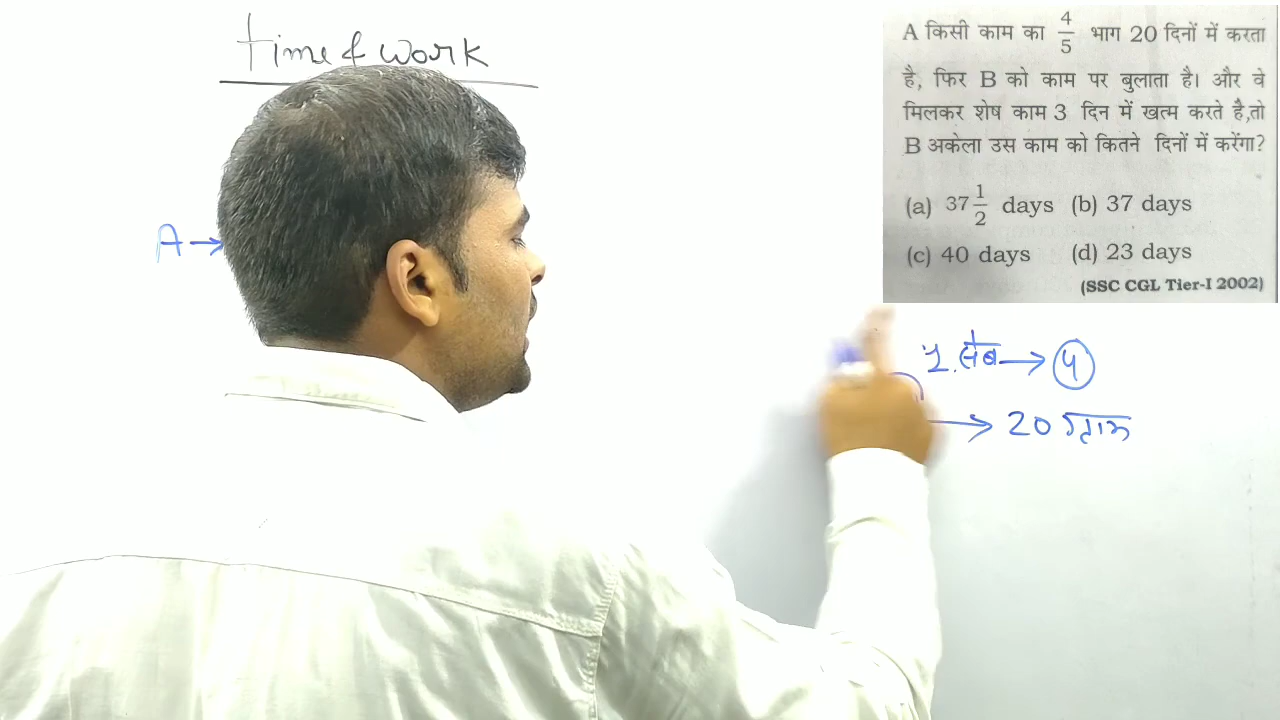 time & work
A किसी काम का 4/5 भाग 20 दिनों में करता
है, फिर B को काम पर बुलाता है। और वे
मिलकर शेष काम 3 दिन में खत्म करते है,तो
B अकेला उस काम को कितने दिनों में करेंगा?
(a) 37 1/2 days (b) 37 days
(c) 40 days (d) 23 days
(SSC CGL Tier-I 2002)
A →
→ 20 ग्राम